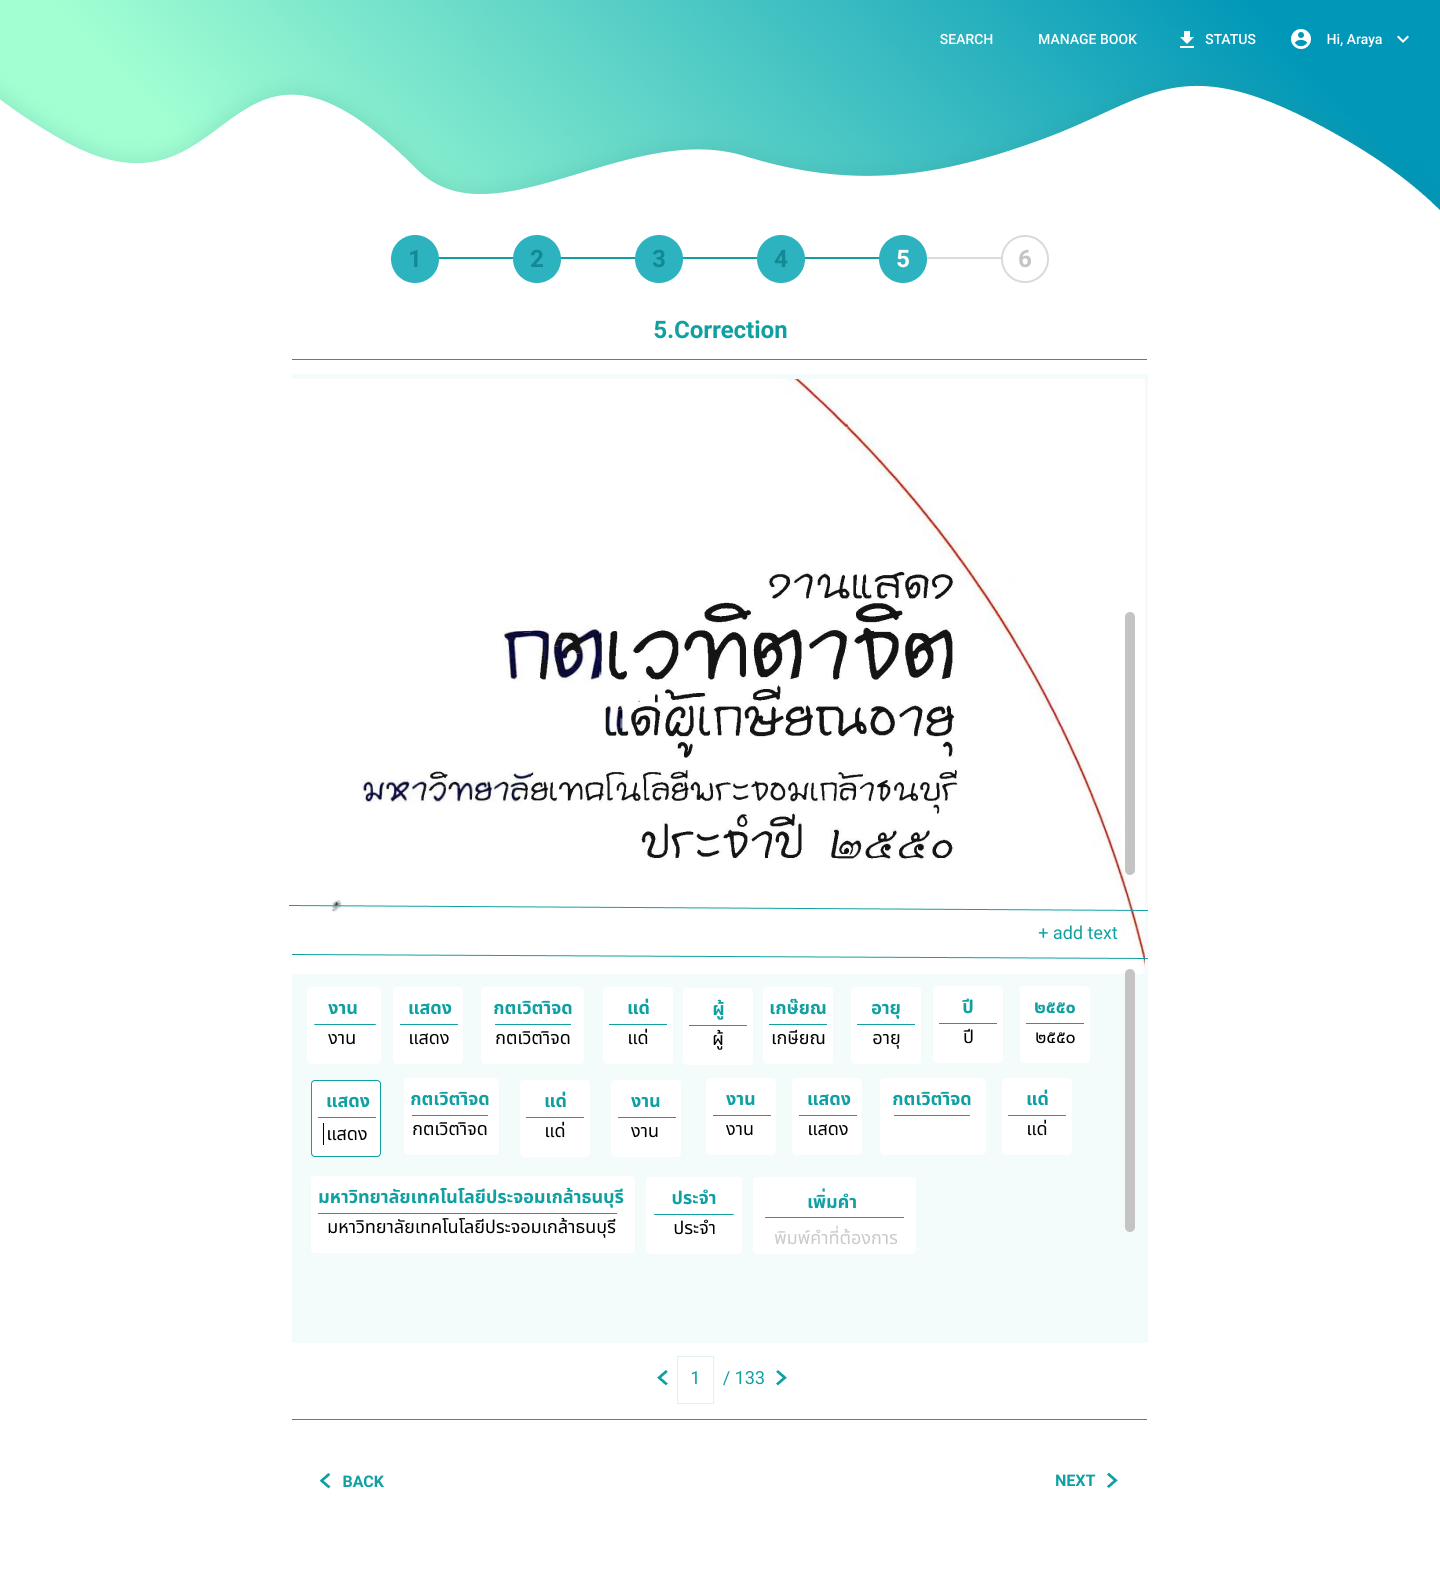 SEARCH MANAGE BOOK STATUS Hi, Araya
1 2 3 4 5 6
5.Correction
งานแสดง
กตเวทิตาจิต
แด่ผู้เกษียณอายุ
มหาวิทยาลัยเทคโนโลยีพระจอมเกล้าธนบุรี
ประจำปี ๒๕๕๐
+ add text
งาน แสดง กตเวิตาิจด แด่ ผู้ เกษ๊ยณ อายุ ปี ๒๕๕๐
งาน แสดง กตเวิตาิจด แด่ ผู้ เกษียณ อายุ ปี ๒๕๕๐
แสดง กตเวิตาิจด แด่ งาน งาน แสดง กตเวิตาิจด แด่
แสดง กตเวิตาิจด แด่ งาน งาน แสดง แด่
มหาวิทยาลัยเทคโนโลยีประจอมเกล้าธนบุรี ประจำ เพิ่มคำ
มหาวิทยาลัยเทคโนโลยีประจอมเกล้าธนบุรี ประจำ พิมพ์คำที่ต้องการ
1 / 133
BACK NEXT